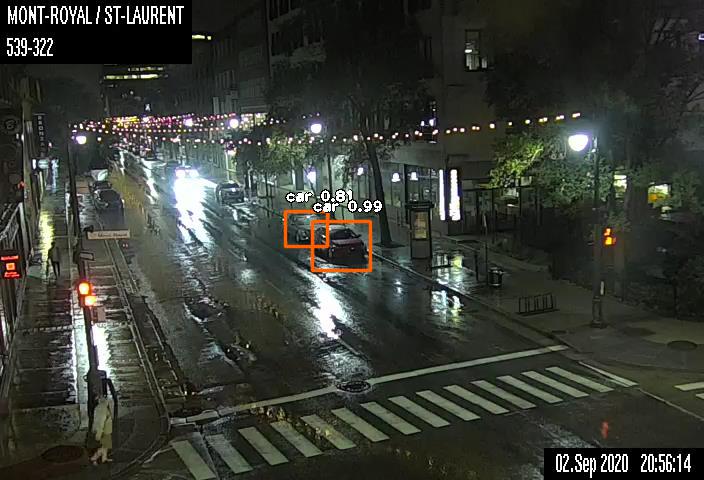 MONT-ROYAL / ST-LAURENT
539-322
car 0.81
car 0.99
02.Sep 2020 20:56:14